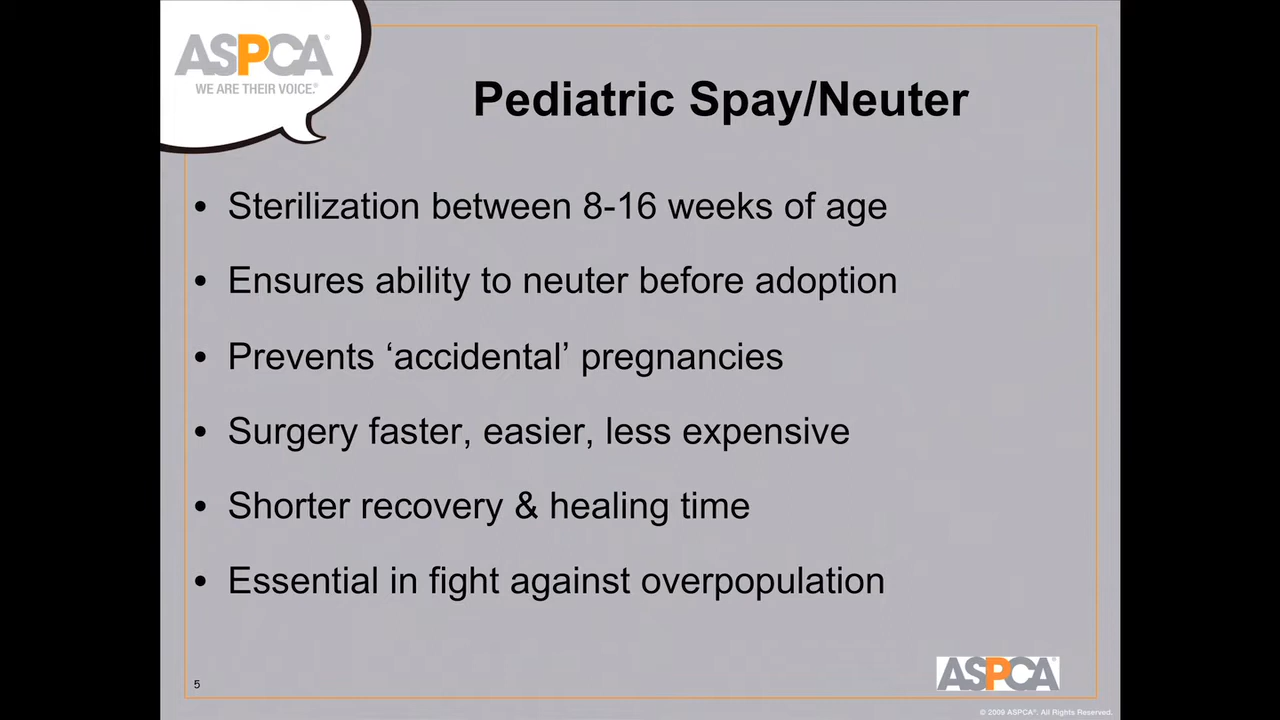 ASPCA®
WE ARE THEIR VOICE.®
Pediatric Spay/Neuter
• Sterilization between 8-16 weeks of age
• Ensures ability to neuter before adoption
• Prevents ‘accidental’ pregnancies
• Surgery faster, easier, less expensive
• Shorter recovery & healing time
• Essential in fight against overpopulation
5
ASPCA®
© 2009 ASPCA®. All Rights Reserved.